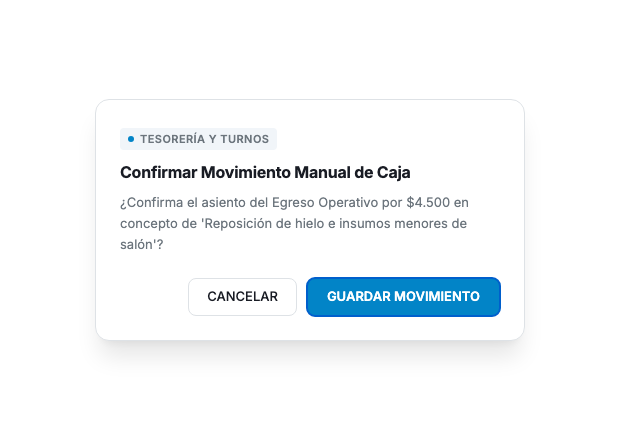 TESORERÍA Y TURNOS
Confirmar Movimiento Manual de Caja
¿Confirma el asiento del Egreso Operativo por $4.500 en
concepto de 'Reposición de hielo e insumos menores de
salón'?
CANCELAR
GUARDAR MOVIMIENTO